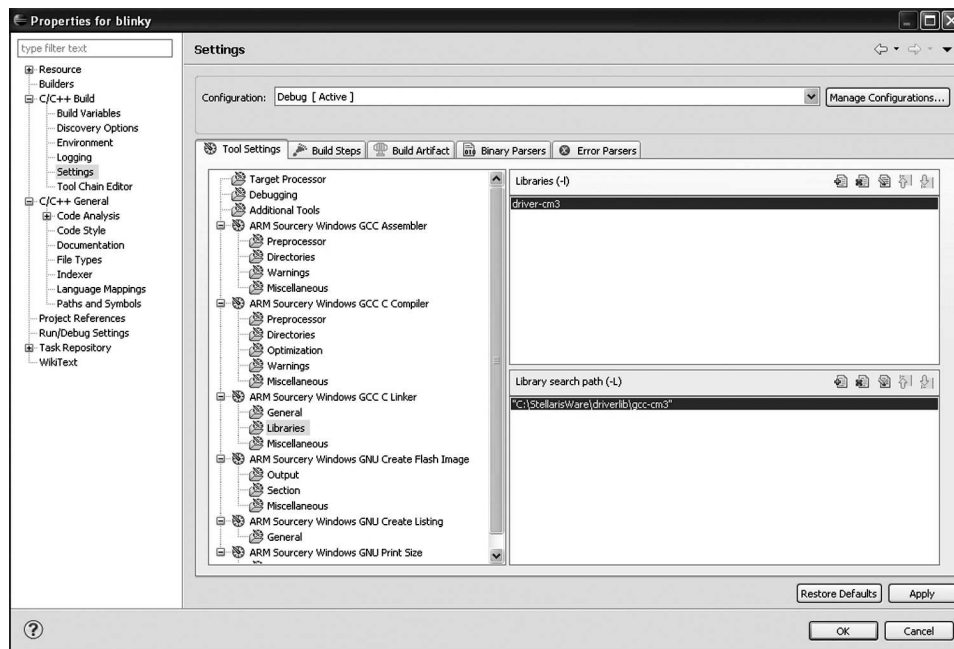 Properties for blinky
type filter text
Resource
Builders
C/C++ Build
Build Variables
Discovery Options
Environment
Logging
Settings
Tool Chain Editor
C/C++ General
Code Analysis
Code Style
Documentation
File Types
Indexer
Language Mappings
Paths and Symbols
Project References
Run/Debug Settings
Task Repository
WikiText
Settings
Configuration: Debug [ Active ]
Manage Configurations...
Tool Settings Build Steps Build Artifact Binary Parsers Error Parsers
Target Processor
Debugging
Additional Tools
ARM Sourcery Windows GCC Assembler
Preprocessor
Directories
Warnings
Miscellaneous
ARM Sourcery Windows GCC C Compiler
Preprocessor
Directories
Optimization
Warnings
Miscellaneous
ARM Sourcery Windows GCC C Linker
General
Libraries
Miscellaneous
ARM Sourcery Windows GNU Create Flash Image
Output
Section
Miscellaneous
ARM Sourcery Windows GNU Create Listing
General
ARM Sourcery Windows GNU Print Size
Libraries (-l)
driver-cm3
Library search path (-L)
"C:\StellarisWare\driverlib\gcc-cm3"
Restore Defaults Apply
OK Cancel